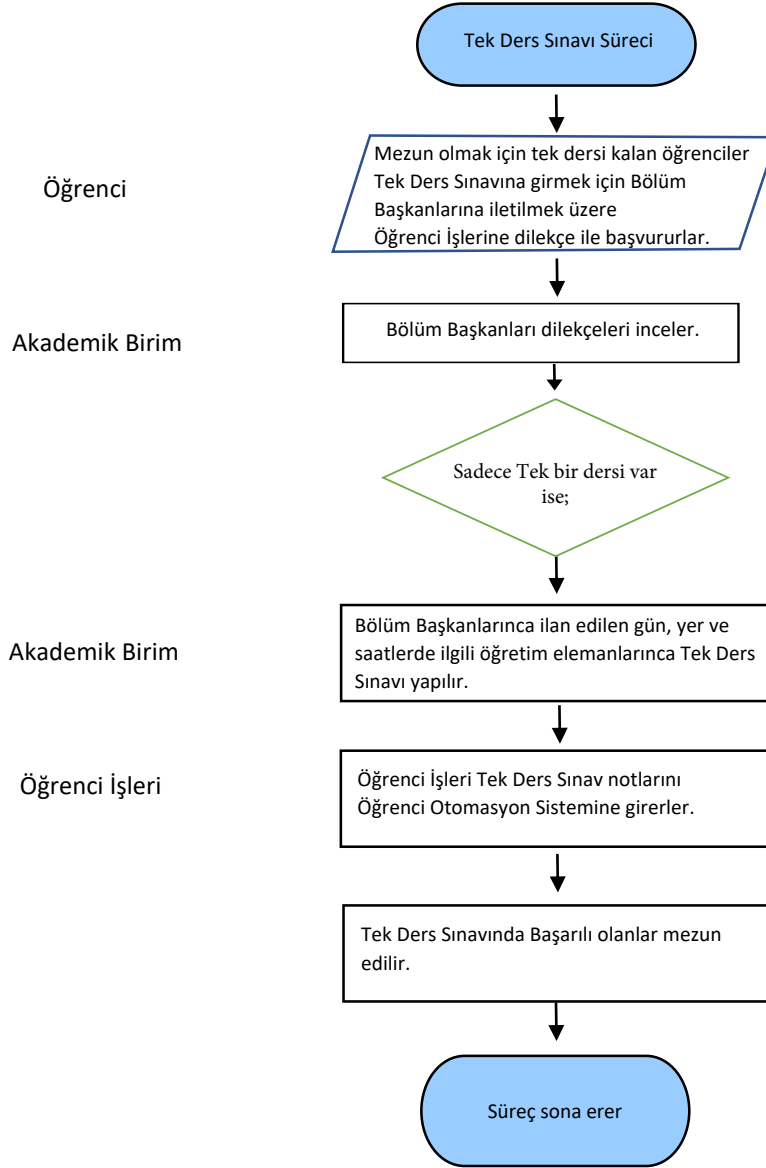 Tek Ders Sınavı Süreci
Öğrenci
Mezun olmak için tek dersi kalan öğrenciler
Tek Ders Sınavına girmek için Bölüm
Başkanlarına iletilmek üzere
Öğrenci İşlerine dilekçe ile başvururlar.
Akademik Birim
Bölüm Başkanları dilekçeleri inceler.
Sadece Tek bir dersi var
ise;
Akademik Birim
Bölüm Başkanlarınca ilan edilen gün, yer ve
saatlerde ilgili öğretim elemanlarınca Tek Ders
Sınavı yapılır.
Öğrenci İşleri
Öğrenci İşleri Tek Ders Sınav notlarını
Öğrenci Otomasyon Sistemine girerler.
Tek Ders Sınavında Başarılı olanlar mezun
edilir.
Süreç sona erer